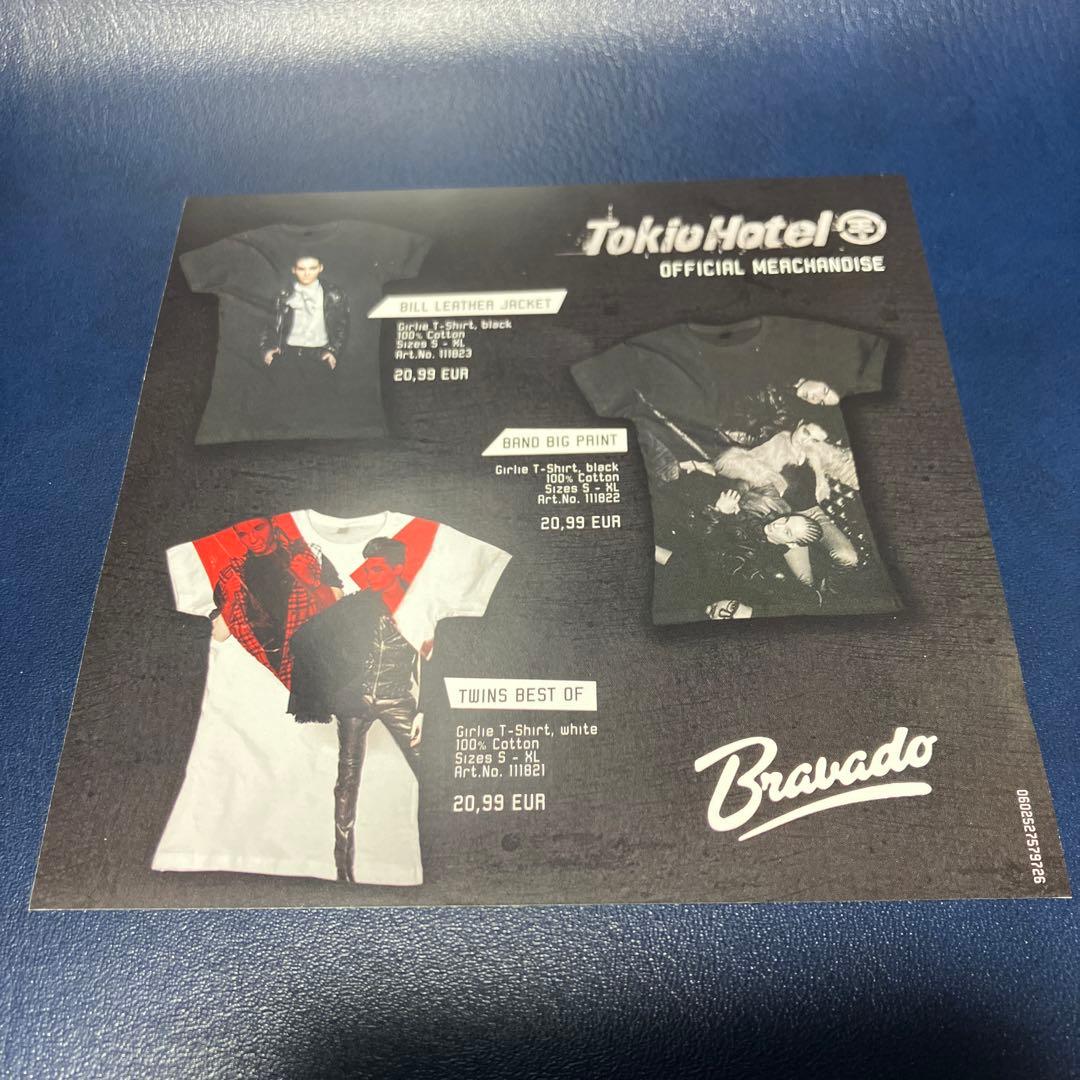 Tokio Hotel
OFFICIAL MERCHANDISE
BILL LEATHER JACKET
Girlie T-Shirt, black
100% Cotton
Sizes S - XL
Art.No. 111823
20,99 EUR
BAND BIG PRINT
Girlie T-Shirt, black
100% Cotton
Sizes S - XL
Art.No. 111822
20,99 EUR
TWINS BEST OF
Girlie T-Shirt, white
100% Cotton
Sizes S - XL
Art.No. 111821
20,99 EUR
Bravado
0602527579726